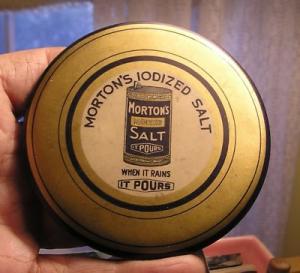 MORTON'S IODIZED SALT
MORTON'S
SALT
IT POURS
WHEN IT RAINS
IT POURS